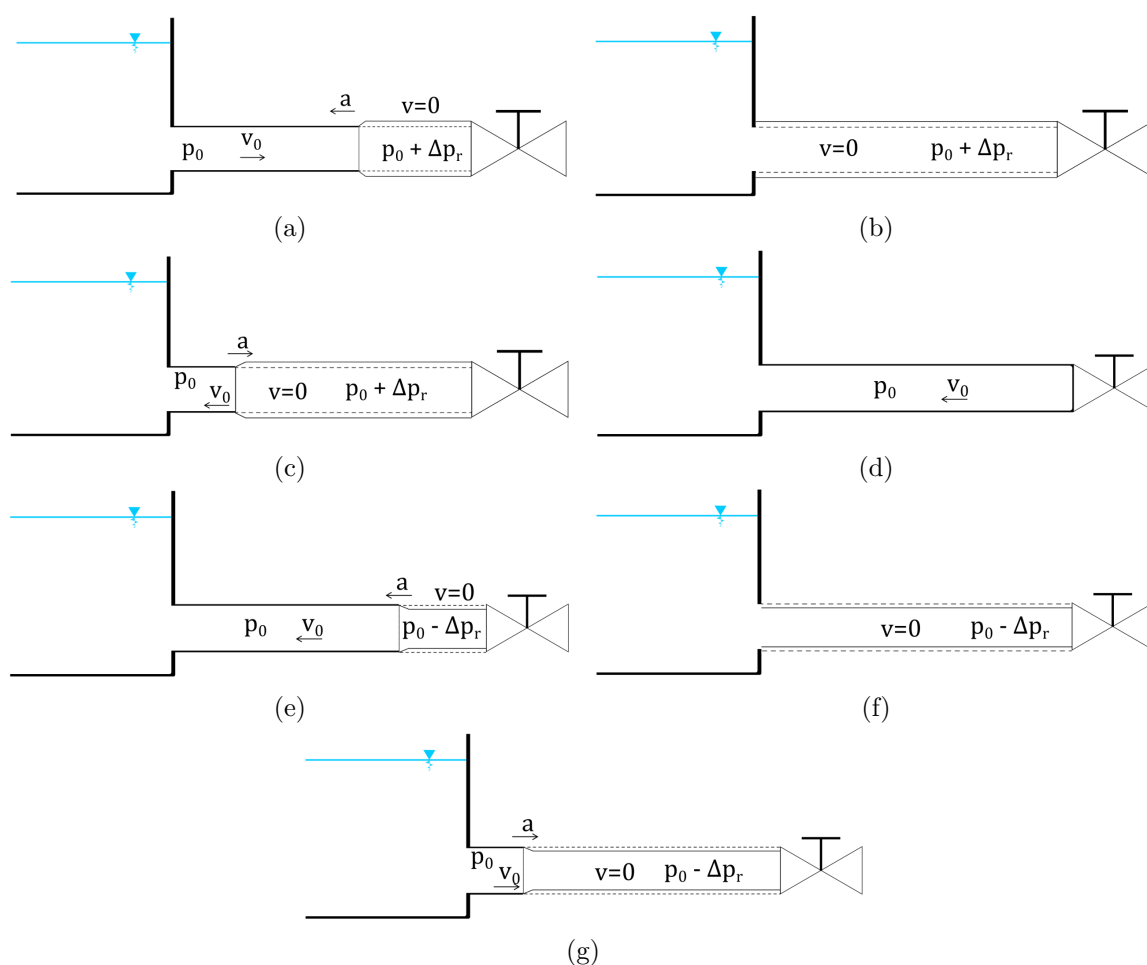 a
v=0
p₀
v₀
p₀ + Δpᵣ
(a)
v=0
p₀ + Δpᵣ
(b)
a
p₀
v₀
v=0
p₀ + Δpᵣ
(c)
p₀
v₀
(d)
a
v=0
p₀
v₀
p₀ - Δpᵣ
(e)
v=0
p₀ - Δpᵣ
(f)
a
p₀
v₀
v=0
p₀ - Δpᵣ
(g)